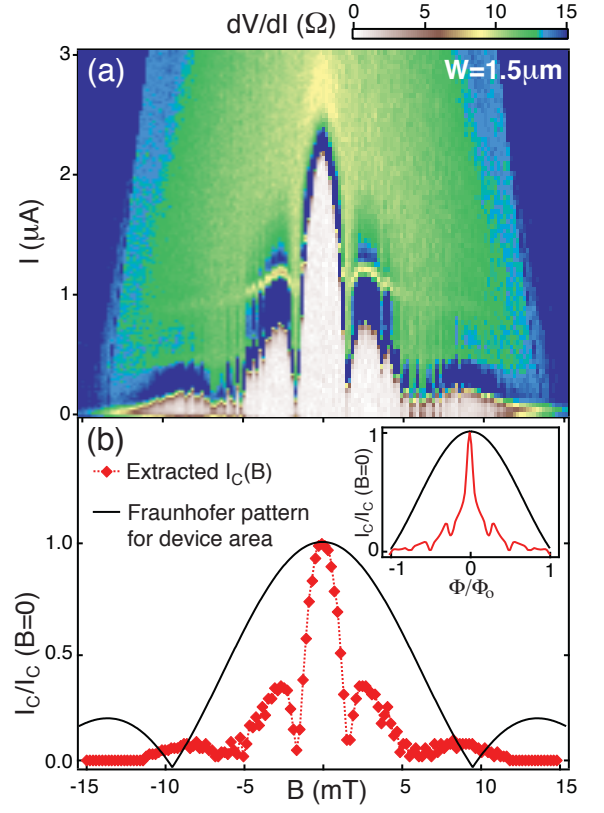 dV/dI (Ω)
0 5 10 15
(a)
W=1.5μm
3
2
1
0
I (μA)
(b)
Extracted I_C(B)
Fraunhofer pattern
for device area
1.0
0.5
0.0
I_C/I_C (B=0)
-15 -10 -5 0 5 10 15
B (mT)
1
0
I_C/I_C (B=0)
-1 0 1
Φ/Φ₀